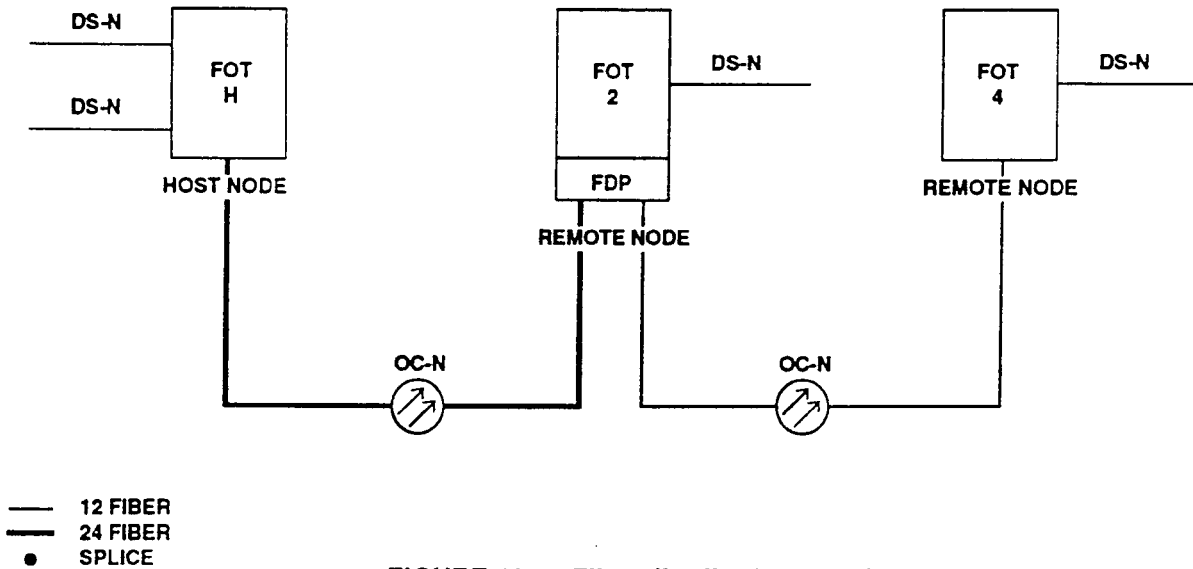 DS-N
DS-N
FOT
H
HOST NODE
FOT
2
FDP
DS-N
REMOTE NODE
FOT
4
DS-N
REMOTE NODE
OC-N
OC-N
12 FIBER
24 FIBER
SPLICE
FIGURE